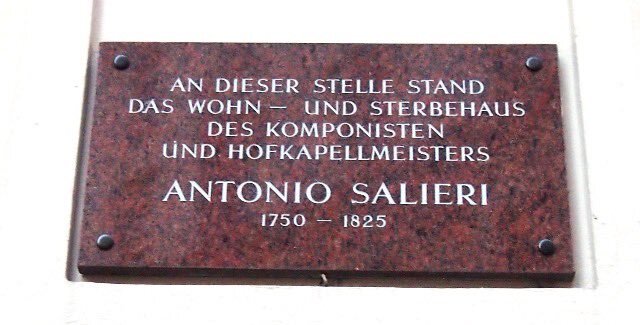 AN DIESER STELLE STAND
DAS WOHN – UND STERBEHAUS
DES KOMPONISTEN
UND HOFKAPELLMEISTERS
ANTONIO SALIERI
1750 – 1825